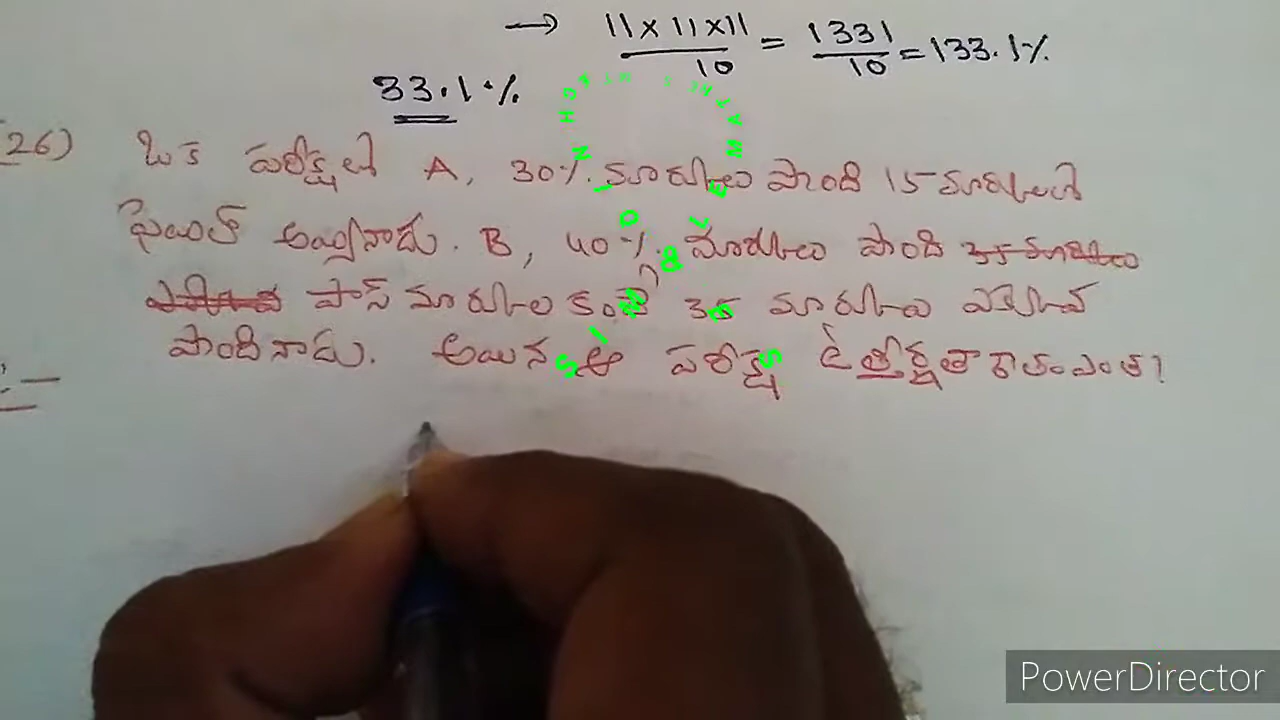 → 11 x 11 x 11 / 10 = 1331 / 10 = 133.1%
33.1%
26) ఒక పరీక్షలో A, 30% మార్కులు పొంది 15 మార్కులతో
ఫెయిల్ అయ్యినాడు. B, 40% మార్కులు పొంది
పాస్ మార్కుల కంటే 35 మార్కులు ఎక్కువ
పొందినాడు. అయిన ఆ పరీక్ష ఉత్తీర్ణతా శాతం ఎంత?
:-
PowerDirector